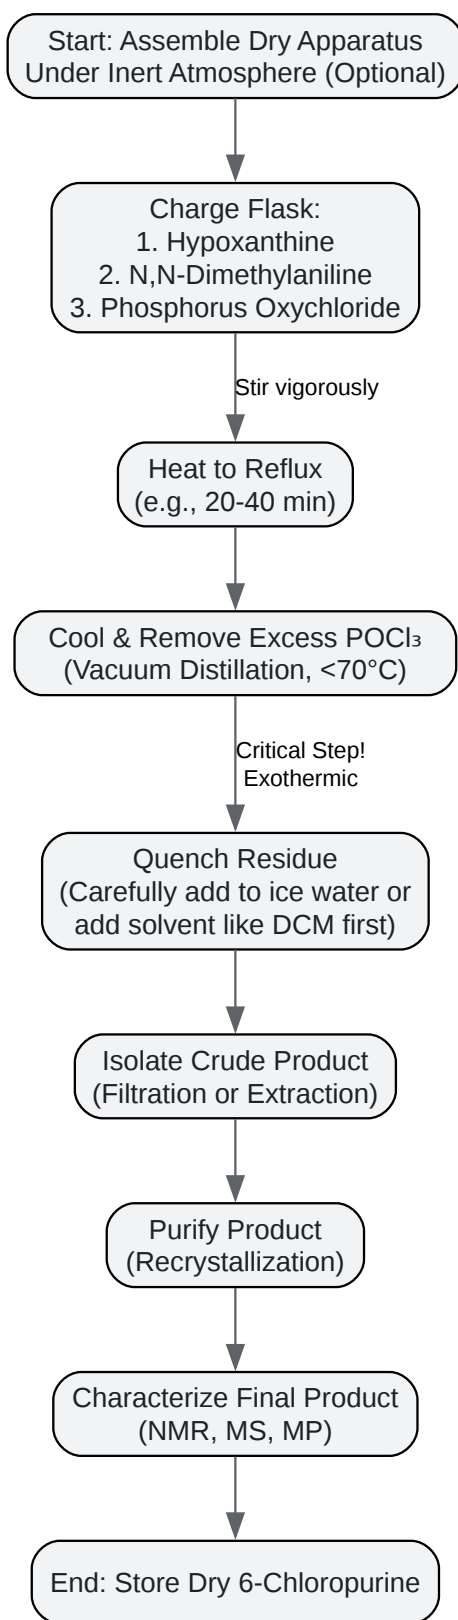 Start: Assemble Dry Apparatus
Under Inert Atmosphere (Optional)
Charge Flask:
1. Hypoxanthine
2. N,N-Dimethylaniline
3. Phosphorus Oxychloride
Stir vigorously
Heat to Reflux
(e.g., 20-40 min)
Cool & Remove Excess POCl₃
(Vacuum Distillation, <70°C)
Critical Step!
Exothermic
Quench Residue
(Carefully add to ice water or
add solvent like DCM first)
Isolate Crude Product
(Filtration or Extraction)
Purify Product
(Recrystallization)
Characterize Final Product
(NMR, MS, MP)
End: Store Dry 6-Chloropurine